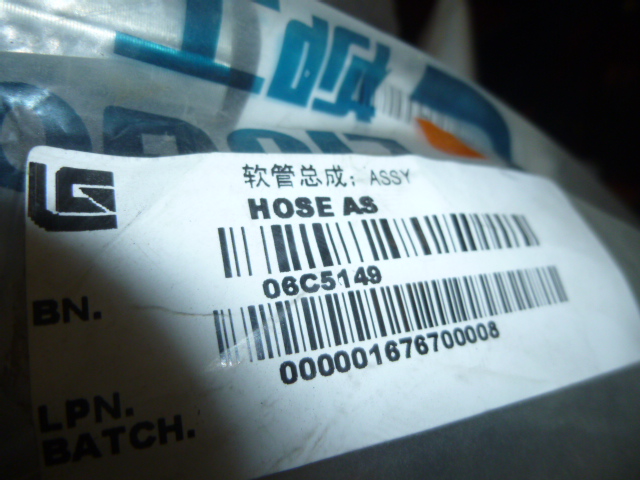 软管总成; ASSY
HOSE AS
06C5149
BN.
000001676700008
LPN.
BATCH.